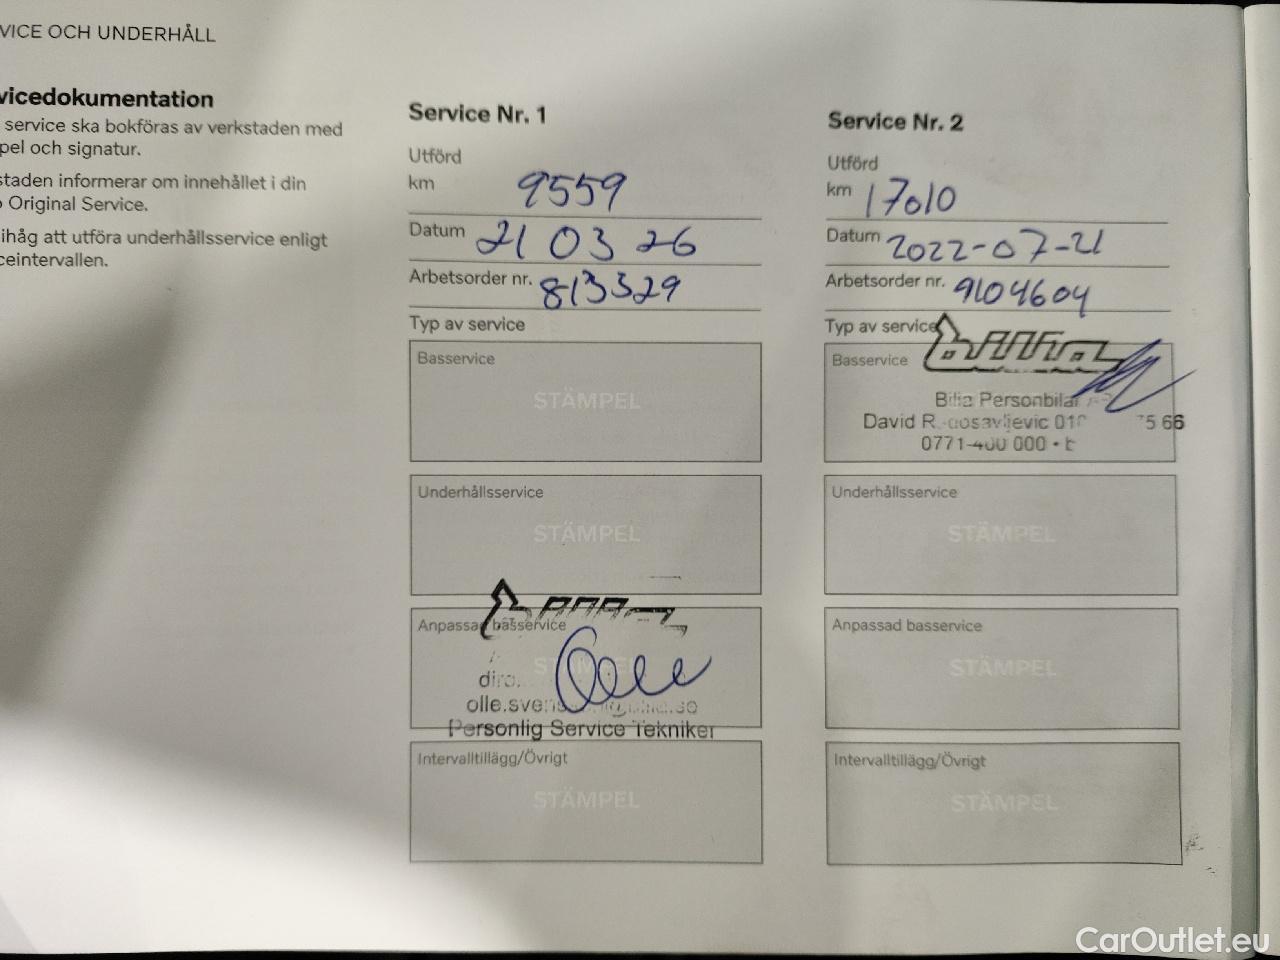 VICE OCH UNDERHÅLL
vicedokumentation
service ska bokföras av verkstaden med
pel och signatur.
staden informerar om innehållet i din
Original Service.
ihåg att utföra underhållsservice enligt
ceintervallen.
Service Nr. 1
Utförd
km 9559
Datum 21 03 26
Arbetsorder nr. 813329
Typ av service
Basservice
STÄMPEL
Underhållsservice
STÄMPEL
Anpassad basservice
olle.svens
Personlig Service Tekniker
Intervalltillägg/Övrigt
STÄMPEL
Service Nr. 2
Utförd
km 17010
Datum 2022-07-21
Arbetsorder nr. 9104604
Typ av service
bilia
Basservice
Bilia Personbilar
David
0771-400 000
Underhållsservice
STÄMPEL
Anpassad basservice
STÄMPEL
Intervalltillägg/Övrigt
STÄMPEL
CarOutlet.eu